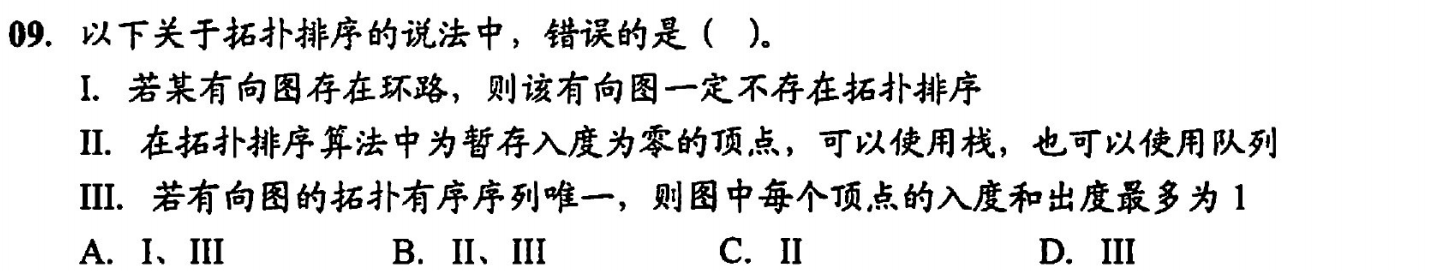 09. 以下关于拓扑排序的说法中，错误的是（ ）。
I. 若某有向图存在环路，则该有向图一定不存在拓扑排序
II. 在拓扑排序算法中为暂存入度为零的顶点，可以使用栈，也可以使用队列
III. 若有向图的拓扑有序序列唯一，则图中每个顶点的入度和出度最多为 1
A. I、III B. II、III C. II D. III